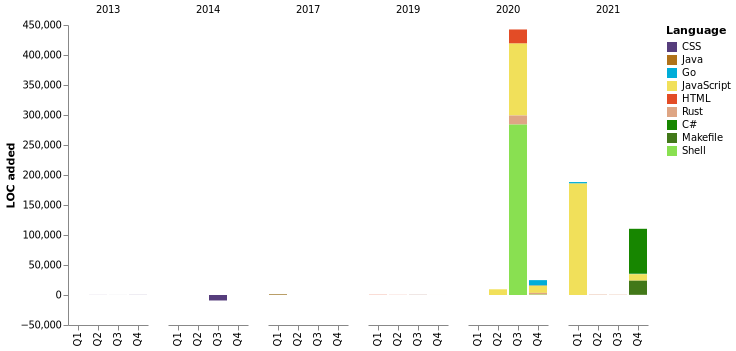 2013 2014 2017 2019 2020 2021
LOC added
450,000
400,000
350,000
300,000
250,000
200,000
150,000
100,000
50,000
0
−50,000
Q1 Q2 Q3 Q4 Q1 Q2 Q3 Q4 Q1 Q2 Q3 Q4 Q1 Q2 Q3 Q4 Q1 Q2 Q3 Q4 Q1 Q2 Q3 Q4
Language
CSS
Java
Go
JavaScript
HTML
Rust
C#
Makefile
Shell